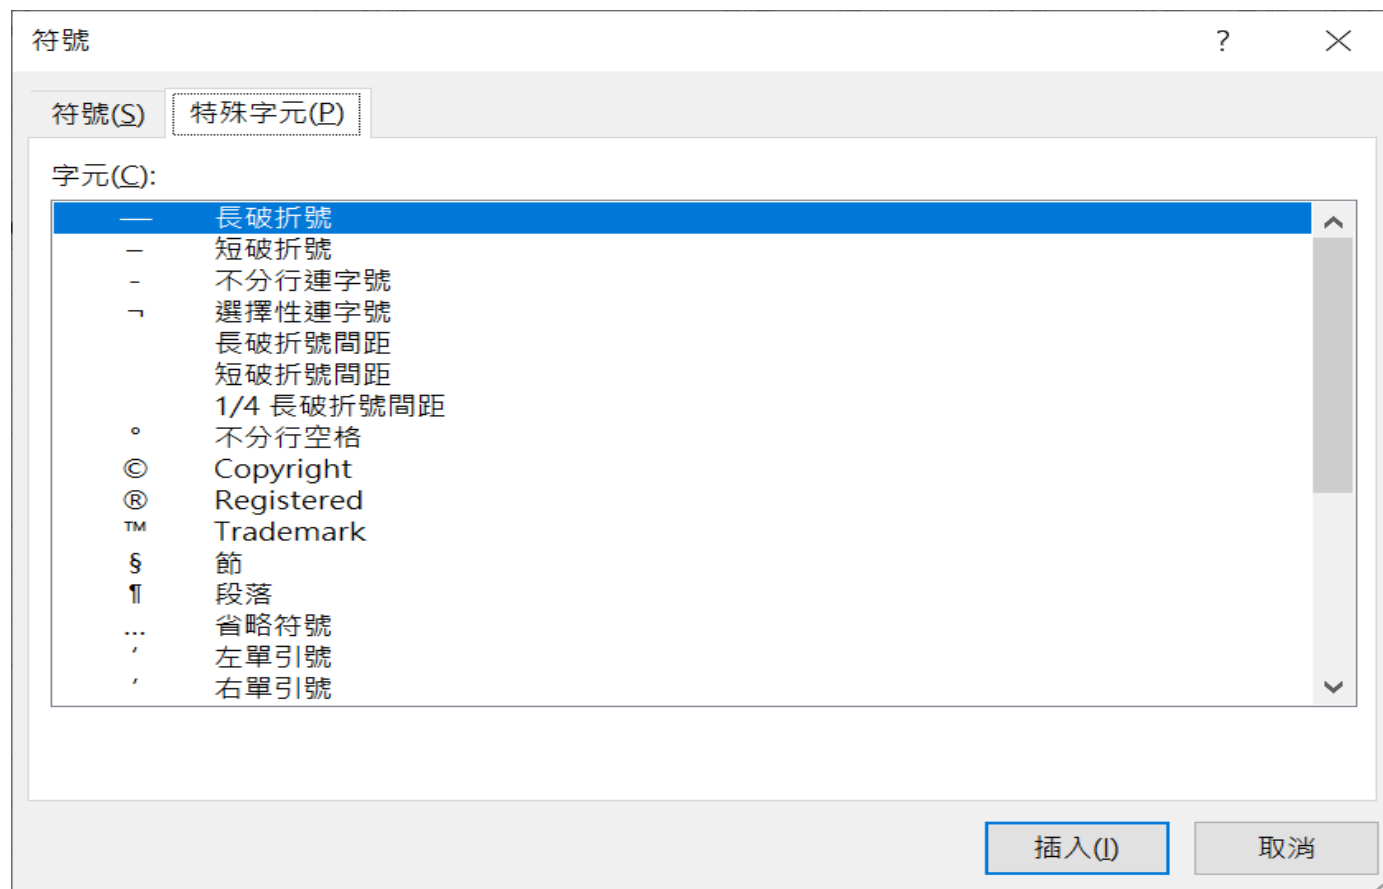 符號 ?
符號(S) 特殊字元(P)
字元(C):
— 長破折號
– 短破折號
- 不分行連字號
¬ 選擇性連字號
長破折號間距
短破折號間距
1/4 長破折號間距
° 不分行空格
© Copyright
® Registered
™ Trademark
§ 節
¶ 段落
… 省略符號
‘ 左單引號
’ 右單引號
插入(I) 取消